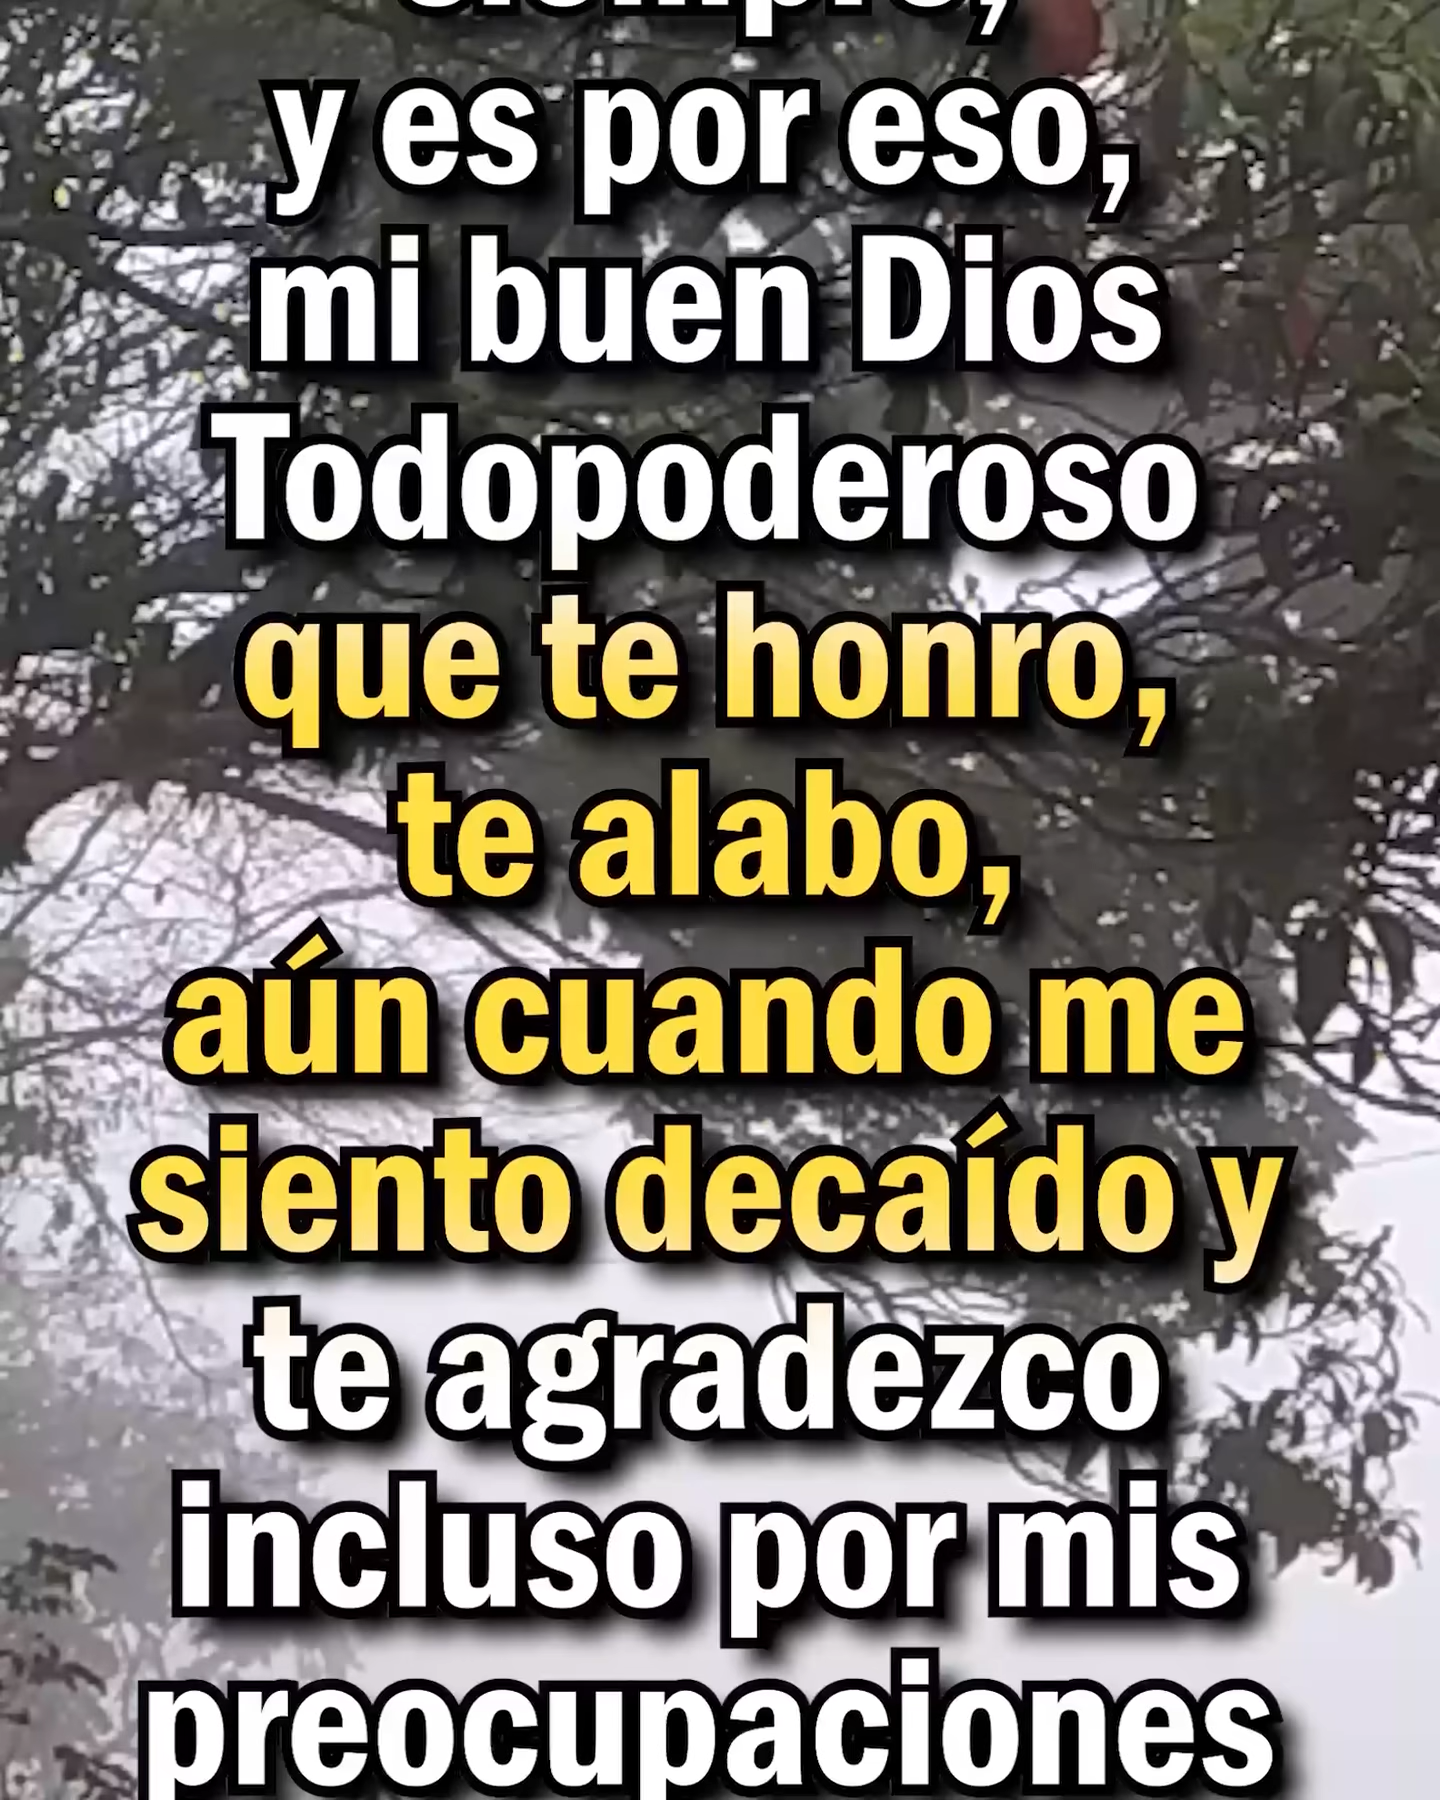 siempre,
y es por eso,
mi buen Dios
Todopoderoso
que te honro,
te alabo,
aún cuando me
siento decaído y
te agradezco
incluso por mis
preocupaciones